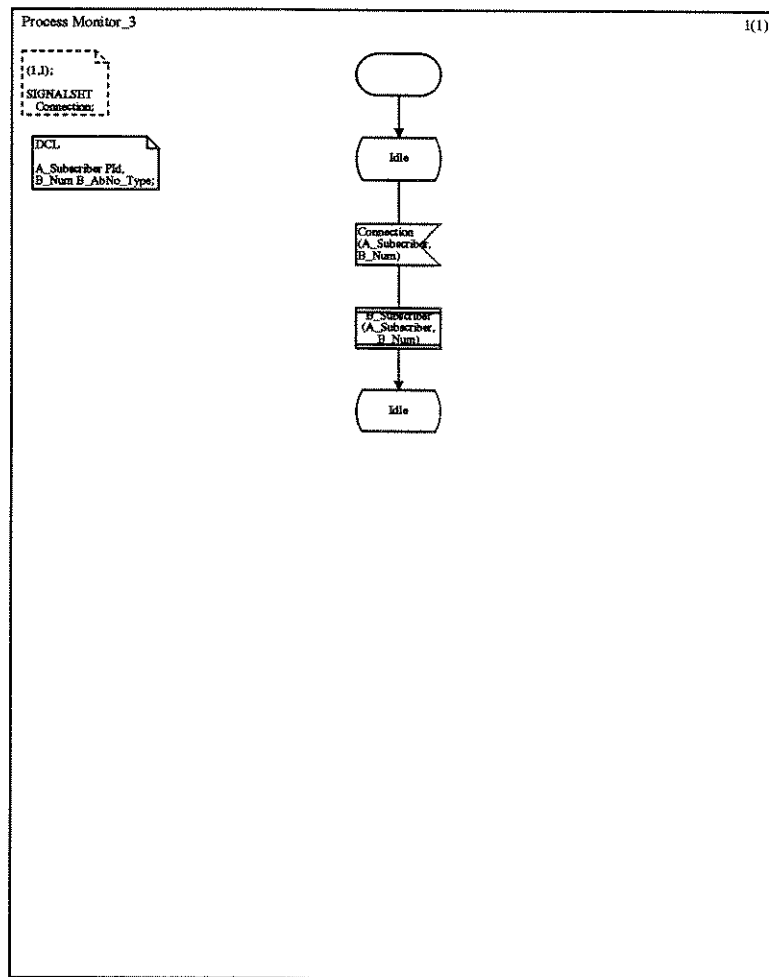 Process Monitor_3
1(1)
(1,1);
SIGNALSET
Connection;
DCL
A_Subscriber PId,
B_Num B_AbNo_Type;
Idle
Connection
(A_Subscriber,
B_Num)
B_Subscriber
(A_Subscriber,
B_Num)
Idle